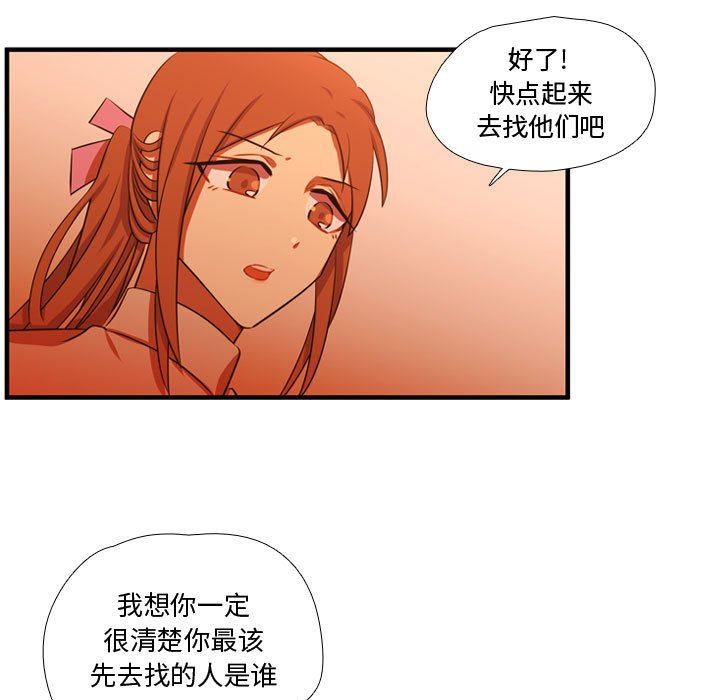 好了!
快点起来
去找他们吧
我想你一定
很清楚你最该
先去找的人是谁